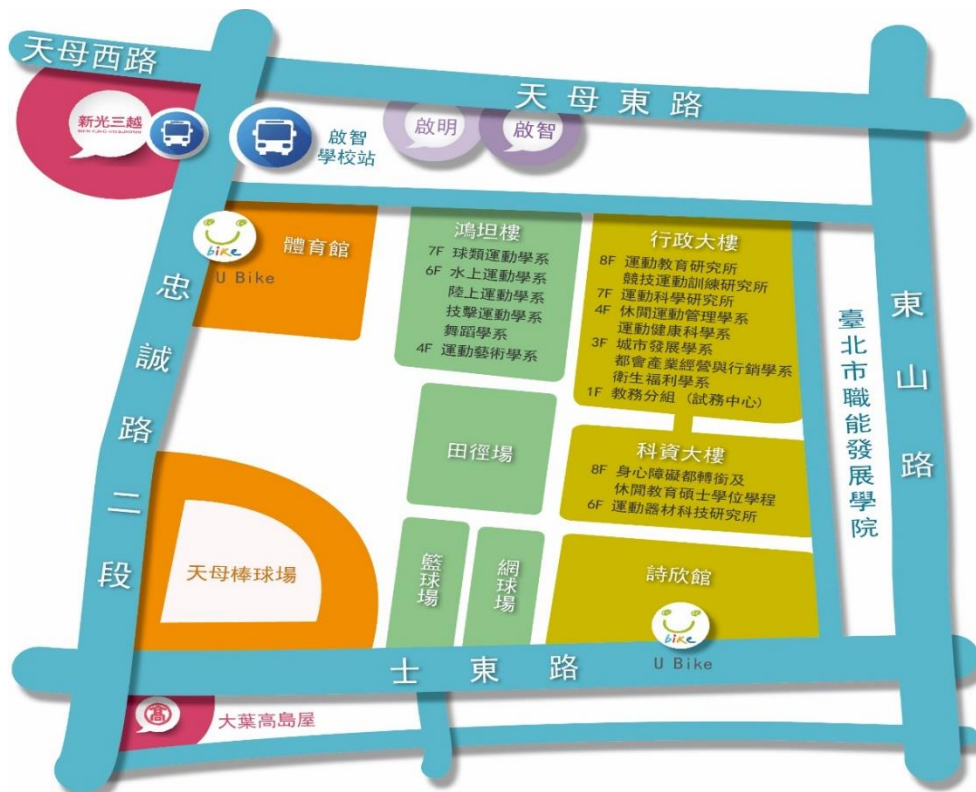 天母西路
天母東路
新光三越
啟智
學校站
啟明
啟智
bike
U Bike
體育館
鴻坦樓
7F 球類運動學系
6F 水上運動學系
陸上運動學系
技擊運動學系
舞蹈學系
4F 運動藝術學系
行政大樓
8F 運動教育研究所
競技運動訓練研究所
7F 運動科學研究所
4F 休閒運動管理學系
運動健康科學系
3F 城市發展學系
都會產業經營與行銷學系
衛生福利學系
1F 教務分組（試務中心）
忠誠路二段
臺北市職能發展學院
東山路
田徑場
科資大樓
8F 身心障礙都轉銜及
休閒教育碩士學位學程
6F 運動器材科技研究所
天母棒球場
籃球場
網球場
詩欣館
bike
U Bike
士東路
高
大葉高島屋